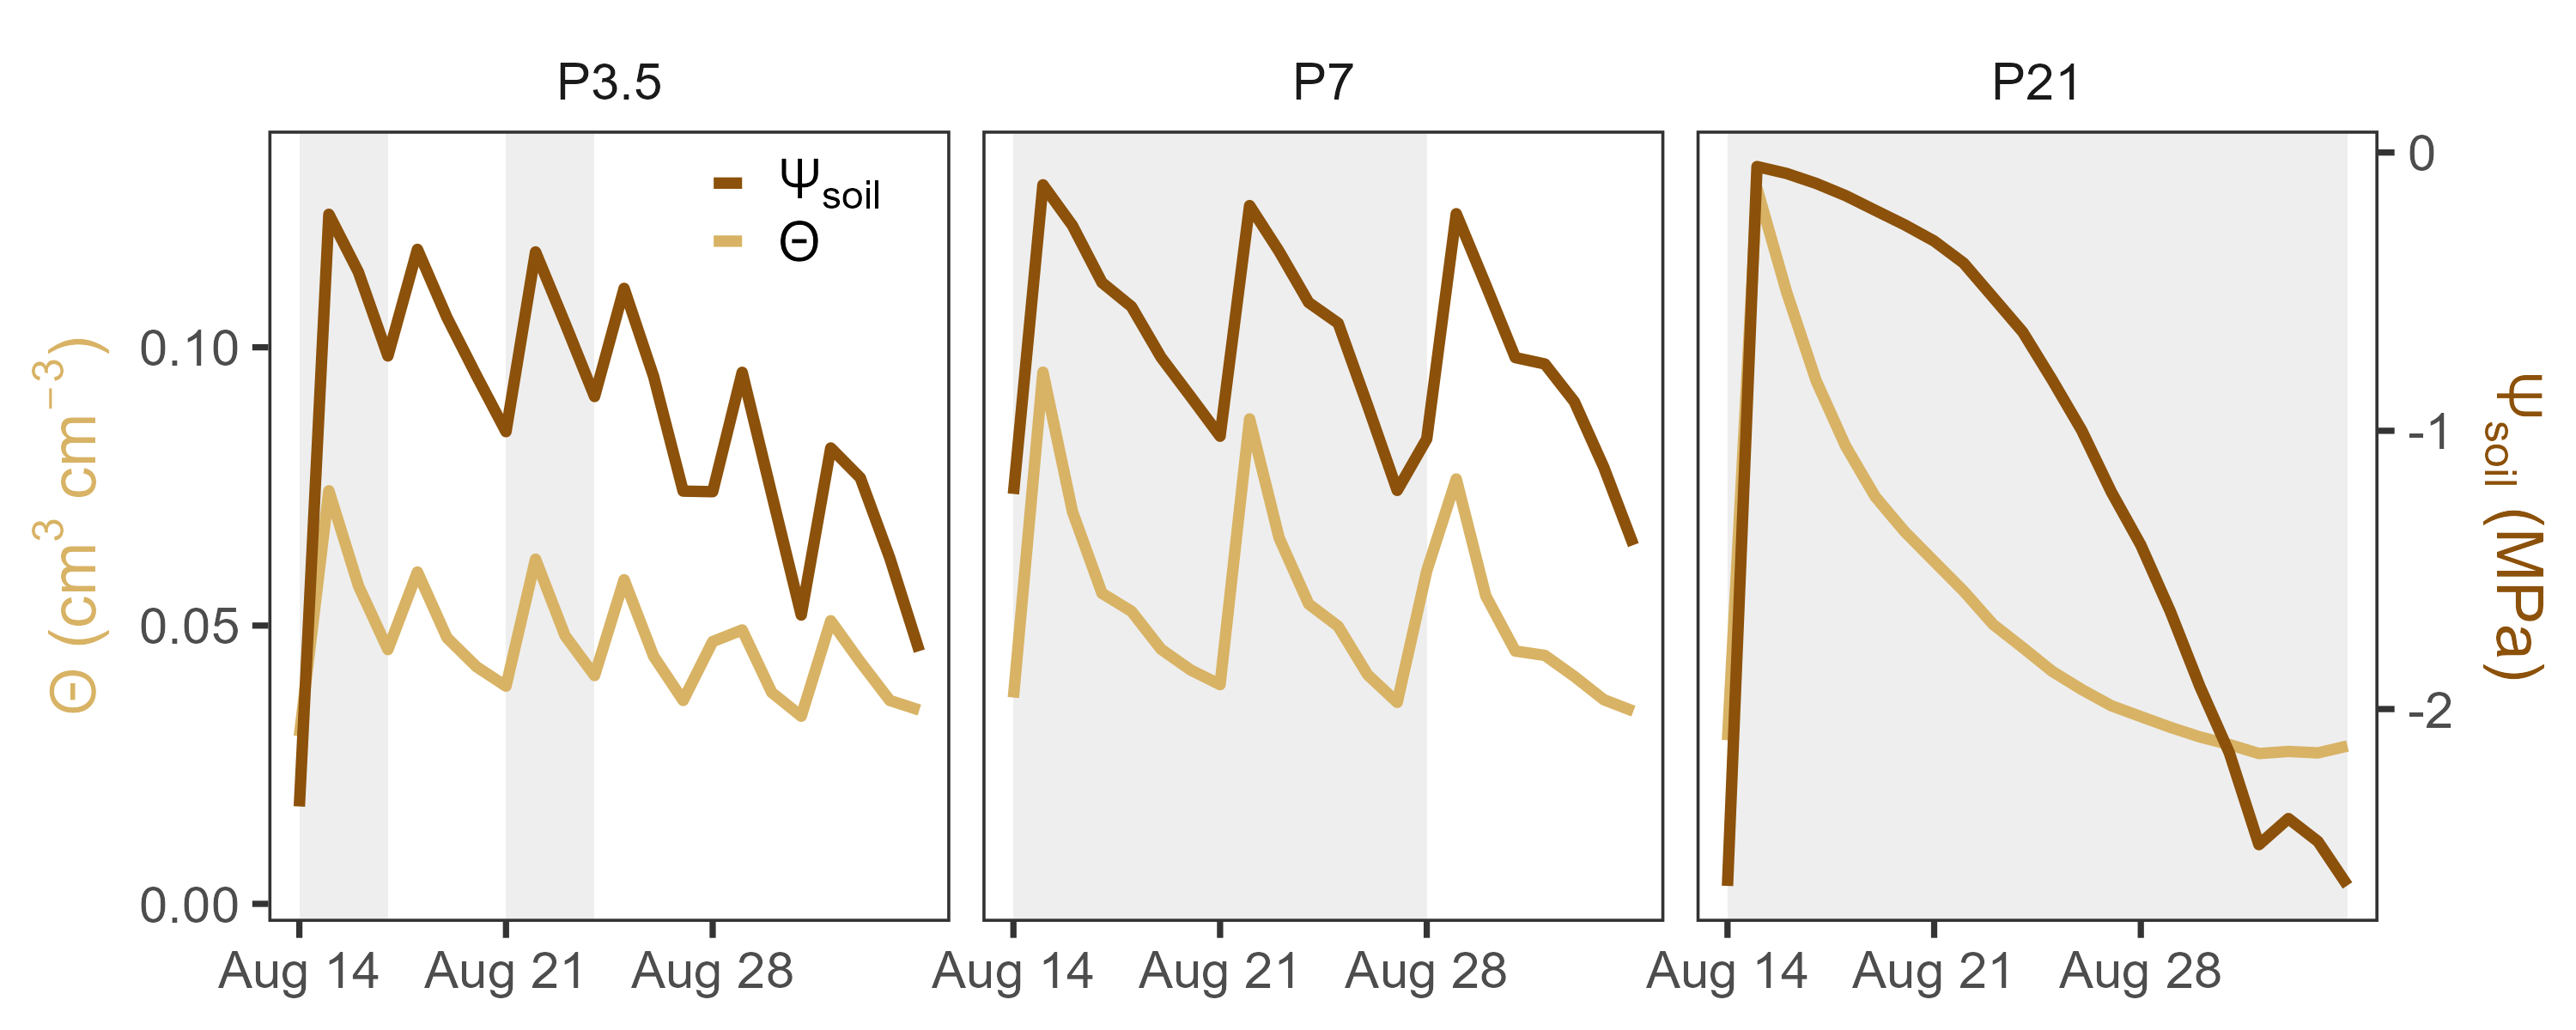 P3.5 P7 P21
Ψsoil
Θ
Θ (cm³ cm⁻³)
0.10
0.05
0.00
0
-1
-2
Ψsoil (MPa)
Aug 14 Aug 21 Aug 28 Aug 14 Aug 21 Aug 28 Aug 14 Aug 21 Aug 28